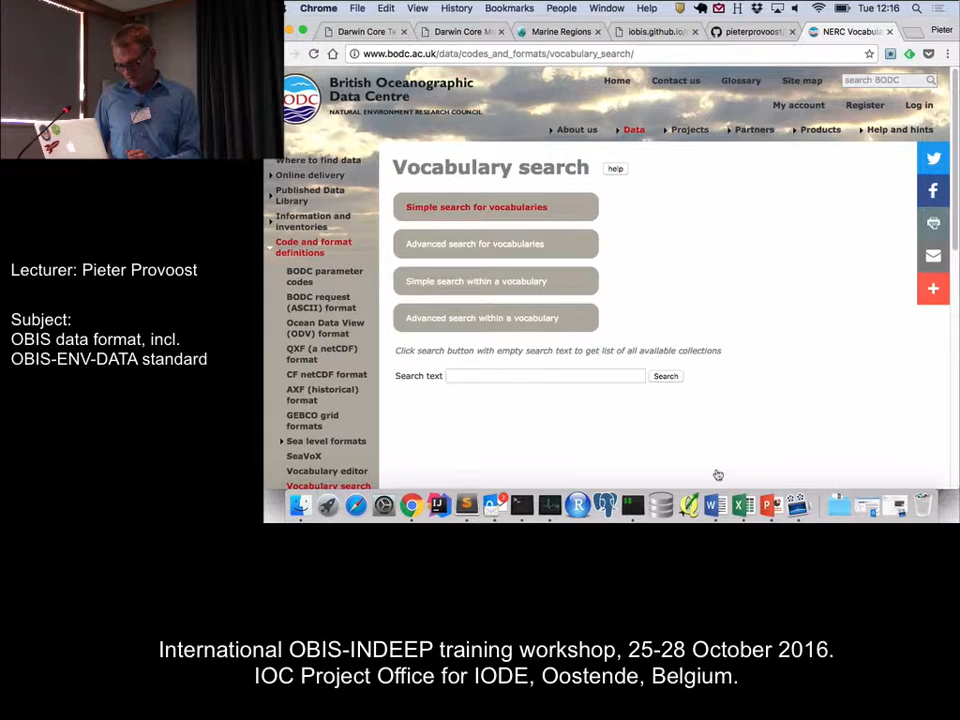 Chrome File Edit View History Bookmarks People Window Help Tue 12:16
Darwin Core T
Darwin Core M
Marine Regions
iobis.github.io/
pieterprovoost
NERC Vocabula
Pieter
www.bodc.ac.uk/data/codes_and_formats/vocabulary_search/
British Oceanographic
Data Centre
NATURAL ENVIRONMENT RESEARCH COUNCIL
Home
Contact us
Glossary
Site map
search BODC
My account
Register
Log in
About us
Data
Projects
Partners
Products
Help and hints
Where to find data
Online delivery
Published Data
Library
Information and
inventories
Code and format
definitions
BODC parameter
codes
BODC request
(ASCII) format
Ocean Data View
(ODV) format
QXF (a netCDF)
format
CF netCDF format
AXF (historical)
format
GEBCO grid
formats
Sea level formats
SeaVoX
Vocabulary editor
Vocabulary search
Vocabulary search
help
Simple search for vocabularies
Advanced search for vocabularies
Simple search within a vocabulary
Advanced search within a vocabulary
Click search button with empty search text to get list of all available collections
Search text
Search
Lecturer: Pieter Provoost
Subject:
OBIS data format, incl.
OBIS-ENV-DATA standard
International OBIS-INDEEP training workshop, 25-28 October 2016.
IOC Project Office for IODE, Oostende, Belgium.